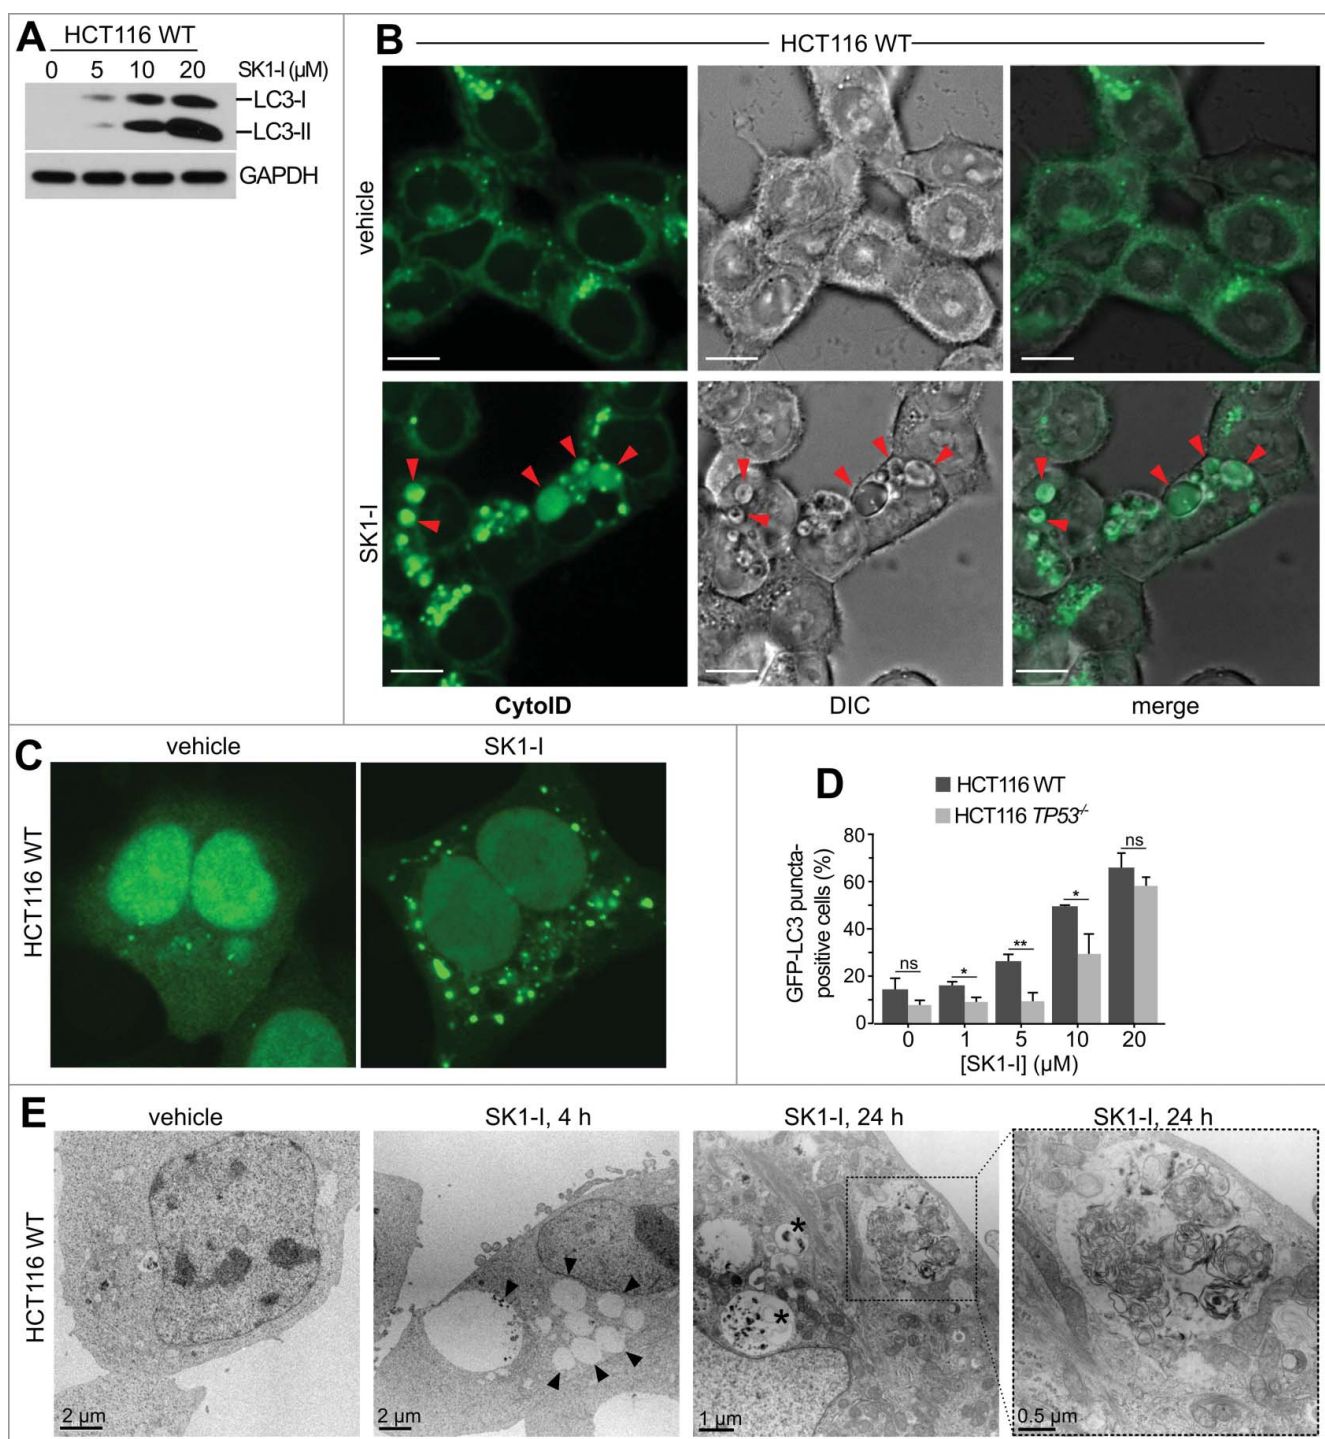 A
HCT116 WT
0 5 10 20 SK1-I (µM)
LC3-I
LC3-II
GAPDH
B
HCT116 WT
vehicle
SK1-I
CytoID DIC merge
C
vehicle SK1-I
HCT116 WT
D
HCT116 WT
HCT116 TP53-/-
GFP-LC3 puncta-
positive cells (%)
80
60
40
20
0
ns * ** * ns
0 1 5 10 20
[SK1-I] (µM)
E
vehicle SK1-I, 4 h SK1-I, 24 h SK1-I, 24 h
HCT116 WT
* *
2 µm 2 µm 1 µm 0.5 µm